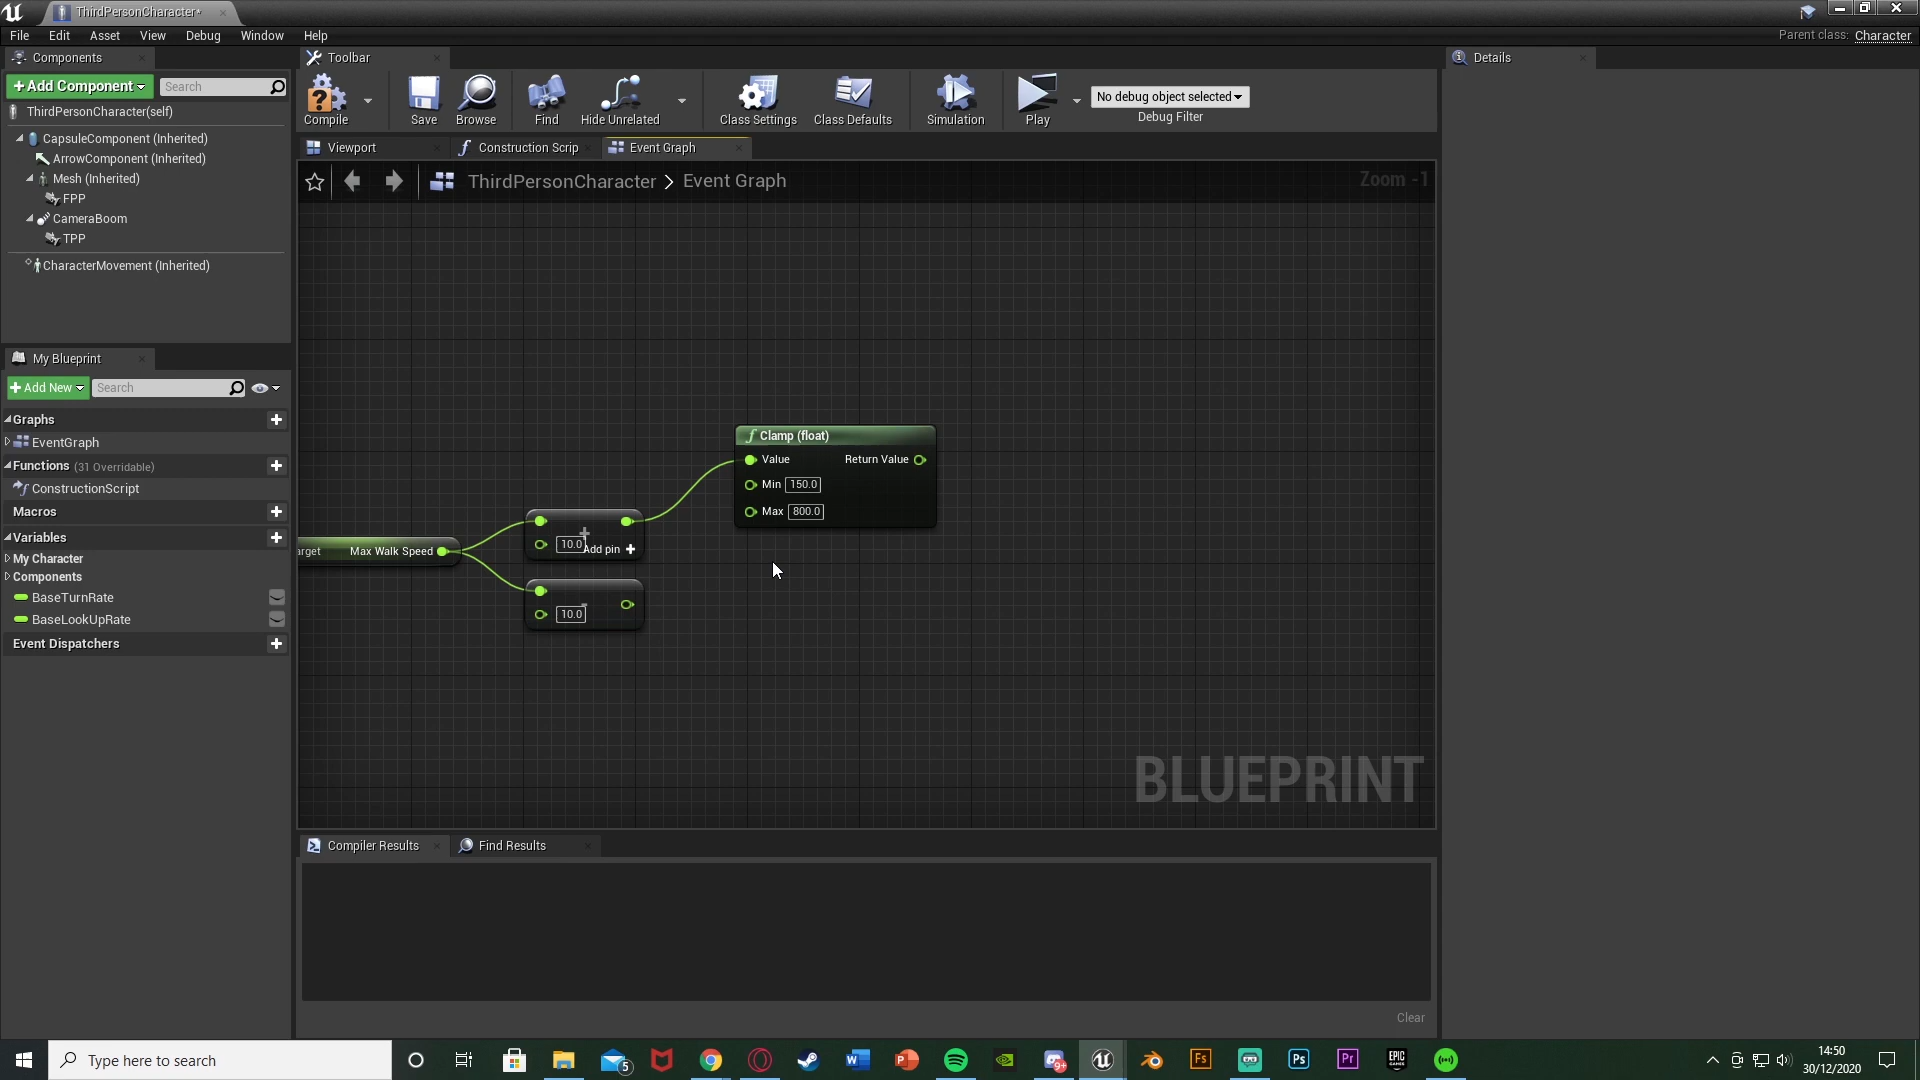 ThirdPersonCharacter*
File Edit Asset View Debug Window Help
Parent class: Character
Components
Toolbar
Details
+Add Component
Search
ThirdPersonCharacter(self)
CapsuleComponent (Inherited)
ArrowComponent (Inherited)
Mesh (Inherited)
FPP
CameraBoom
TPP
CharacterMovement (Inherited)
Compile
Save
Browse
Find
Hide Unrelated
Class Settings
Class Defaults
Simulation
Play
No debug object selected
Debug Filter
Viewport
Construction Scrip
Event Graph
ThirdPersonCharacter > Event Graph
Zoom -1
My Blueprint
+Add New
Search
Graphs
EventGraph
Functions (31 Overridable)
ConstructionScript
Macros
Variables
My Character
Components
BaseTurnRate
BaseLookUpRate
Event Dispatchers
Clamp (float)
Value Return Value
Min 150.0
Max 800.0
arget Max Walk Speed
+
10.0 Add pin +
-
10.0
BLUEPRINT
Compiler Results
Find Results
Clear
Type here to search
5
9+
14:50
30/12/2020